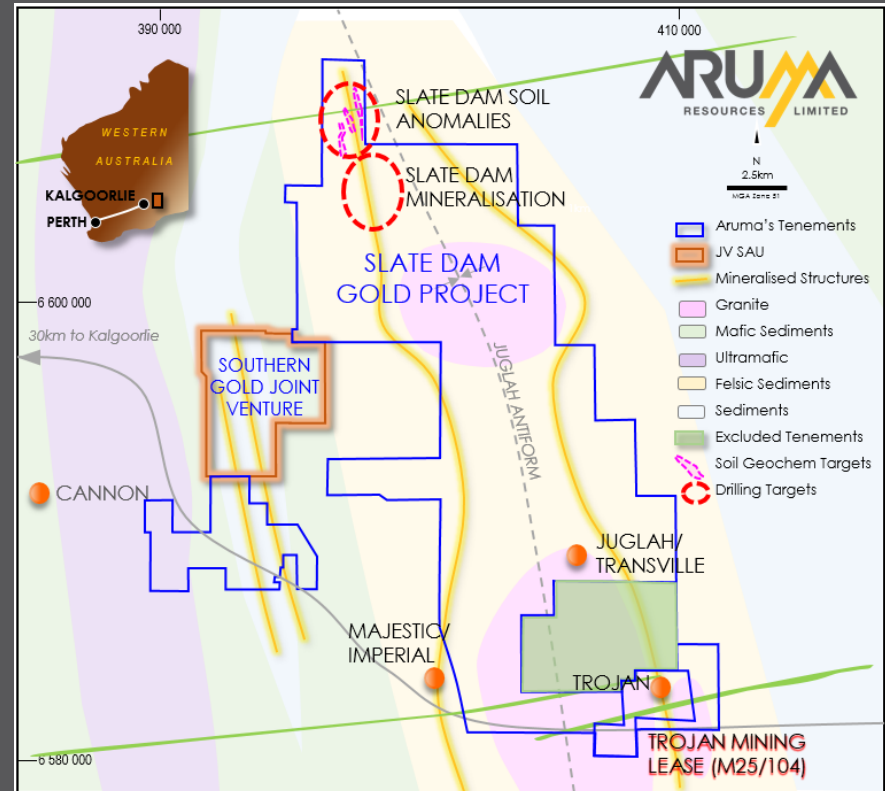 390 000
410 000
ARUMA
RESOURCES LIMITED
N
2.5km
MGA Zone 51
WESTERN
AUSTRALIA
KALGOORLIE
PERTH
SLATE DAM SOIL
ANOMALIES
SLATE DAM
MINERALISATION
SLATE DAM
GOLD PROJECT
Aruma's Tenements
JV SAU
Mineralised Structures
Granite
Mafic Sediments
Ultramafic
Felsic Sediments
Sediments
Excluded Tenements
Soil Geochem Targets
Drilling Targets
6 600 000
30km to Kalgoorlie
SOUTHERN
GOLD JOINT
VENTURE
JUGLAH ANTIFORM
CANNON
JUGLAH/
TRANSVILLE
MAJESTIC/
IMPERIAL
TROJAN
TROJAN MINING
LEASE (M25/104)
6 580 000